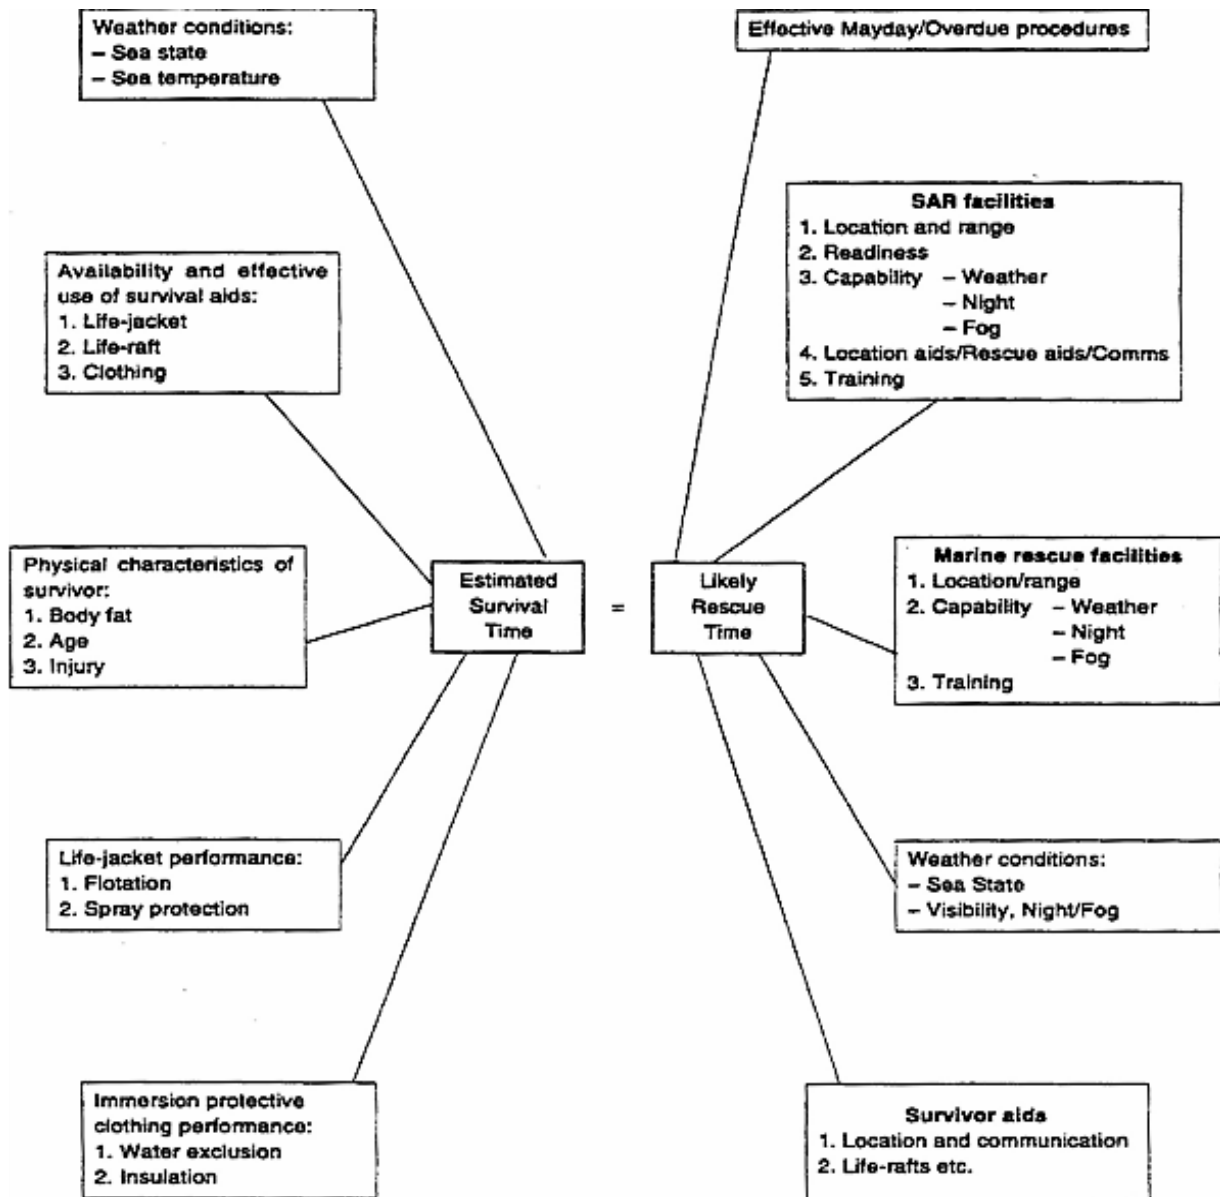 Weather conditions:
– Sea state
– Sea temperature
Effective Mayday/Overdue procedures
SAR facilities
1. Location and range
2. Readiness
3. Capability – Weather
– Night
– Fog
4. Location aids/Rescue aids/Comms
5. Training
Availability and effective
use of survival aids:
1. Life-jacket
2. Life-raft
3. Clothing
Physical characteristics of
survivor:
1. Body fat
2. Age
3. Injury
Estimated
Survival
Time
=
Likely
Rescue
Time
Marine rescue facilities
1. Location/range
2. Capability – Weather
– Night
– Fog
3. Training
Life-jacket performance:
1. Flotation
2. Spray protection
Weather conditions:
– Sea State
– Visibility, Night/Fog
Immersion protective
clothing performance:
1. Water exclusion
2. Insulation
Survivor aids
1. Location and communication
2. Life-rafts etc.